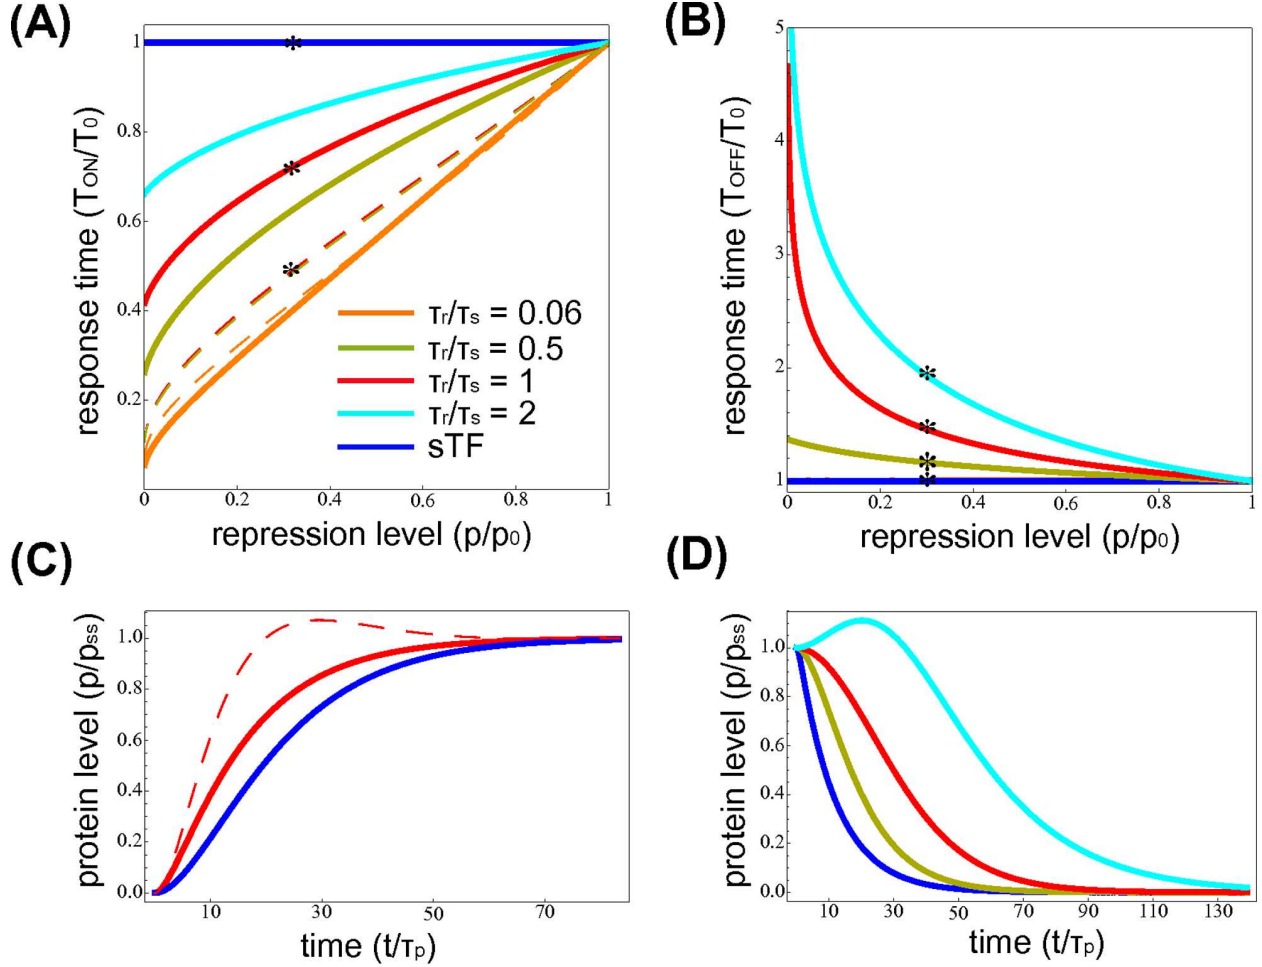 (A)
response time (TON/T0)
1
0.8
0.6
0.4
0.2
0
0.2
0.4
0.6
0.8
1
repression level (p/p0)
τr/τs = 0.06
τr/τs = 0.5
τr/τs = 1
τr/τs = 2
sTF
(B)
response time (TOFF/T0)
5
4
3
2
1
0
0.2
0.4
0.6
0.8
1
repression level (p/p0)
(C)
protein level (p/pss)
1.0
0.8
0.6
0.4
0.2
0.0
10
30
50
70
time (t/τp)
(D)
protein level (p/pss)
1.0
0.8
0.6
0.4
0.2
0.0
10
30
50
70
90
110
130
time (t/τp)